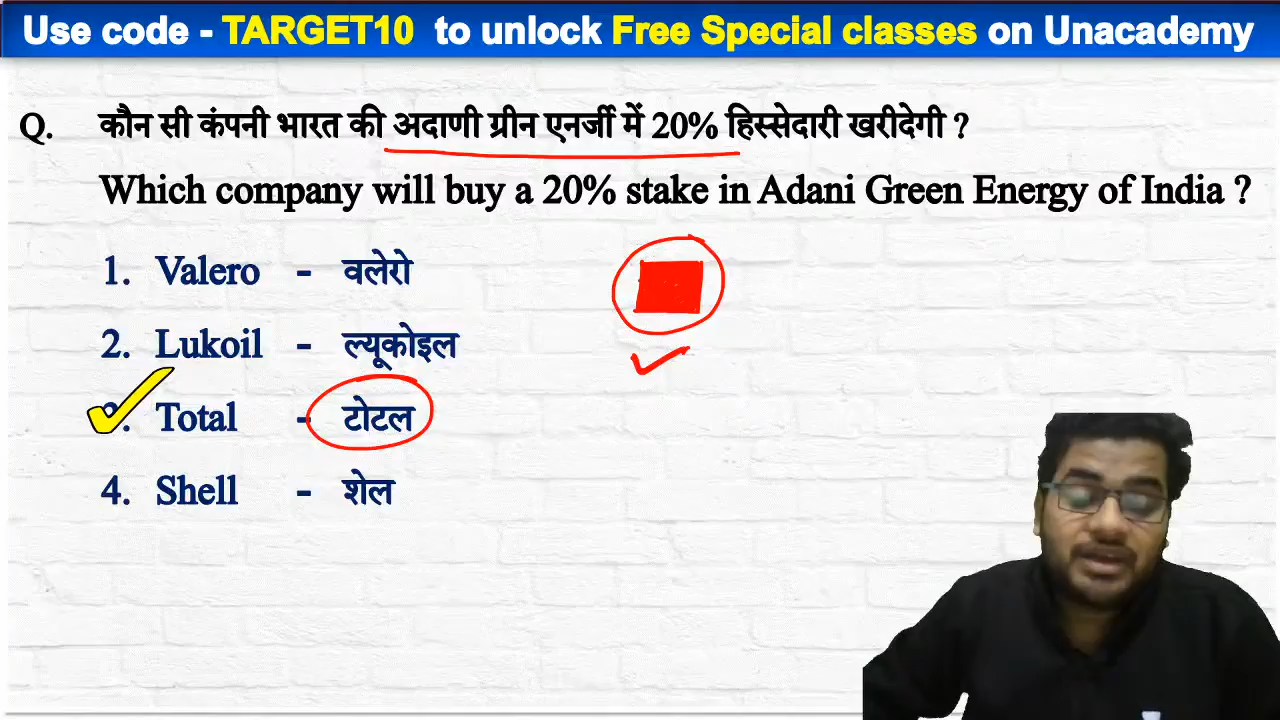 Use code - TARGET10 to unlock Free Special classes on Unacademy
Q. कौन सी कंपनी भारत की अदाणी ग्रीन एनर्जी में 20% हिस्सेदारी खरीदेगी ?
Which company will buy a 20% stake in Adani Green Energy of India ?
1. Valero - वलेरो
2. Lukoil - ल्यूकोइल
3. Total - टोटल
4. Shell - शेल